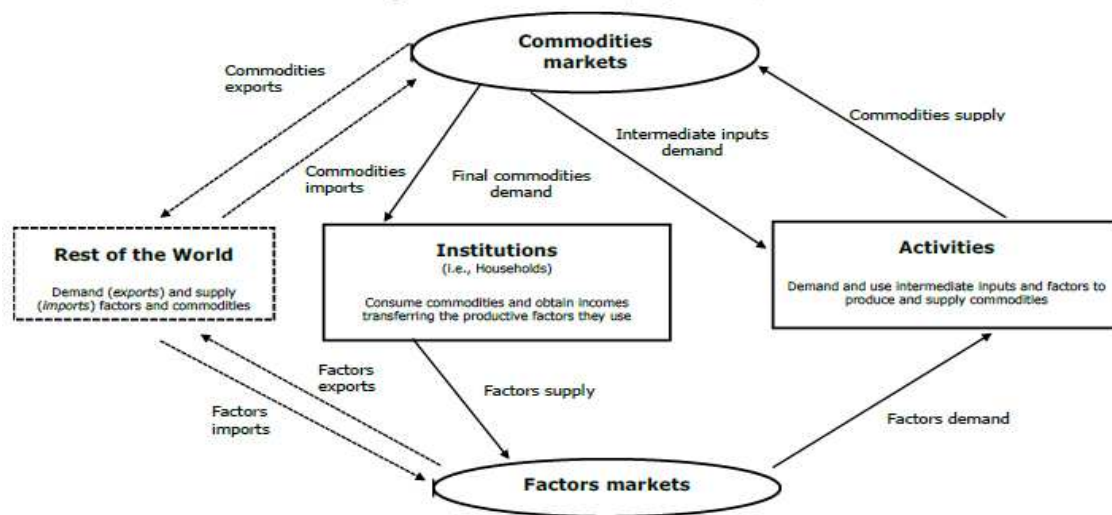 Commodities
markets
Commodities
exports
Commodities supply
Intermediate inputs
demand
Commodities
imports
Final commodities
demand
Rest of the World
Demand (exports) and supply
(imports) factors and commodities
Institutions
(i.e., Households)
Consume commodities and obtain incomes
transferring the productive factors they use
Activities
Demand and use intermediate inputs and factors to
produce and supply commodities
Factors
exports
Factors supply
Factors
imports
Factors demand
Factors markets